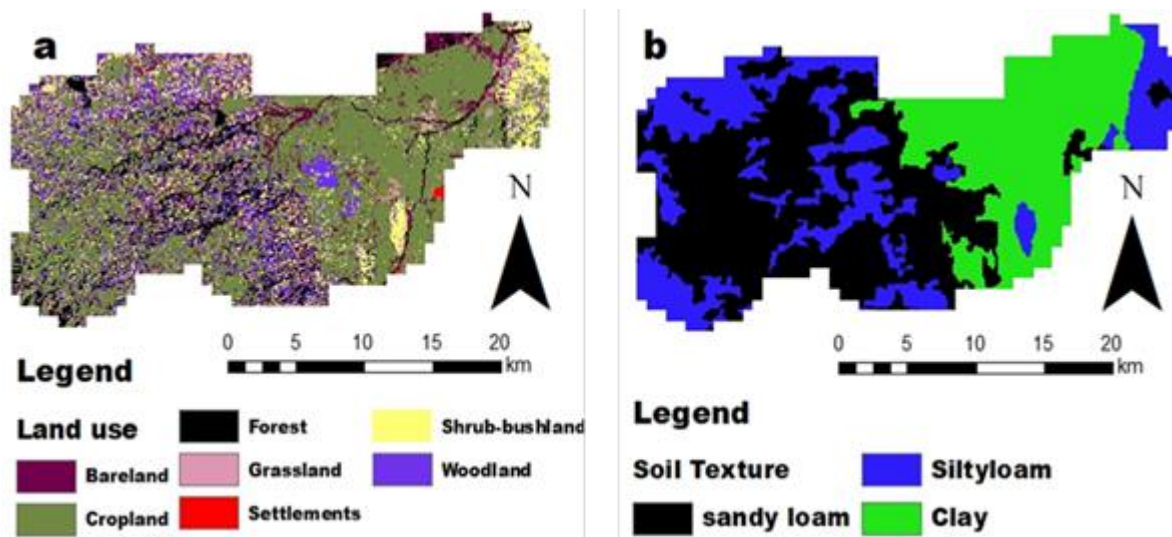 a
N
0 5 10 15 20
km
Legend
Land use
Bareland
Cropland
Forest
Grassland
Settlements
Shrub-bushland
Woodland
b
N
0 5 10 15 20
km
Legend
Soil Texture
sandy loam
Siltyloam
Clay